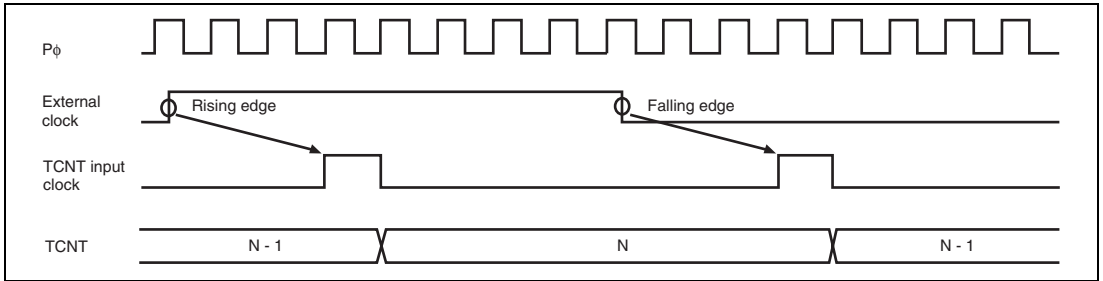 Pϕ
External
clock
Rising edge
Falling edge
TCNT input
clock
TCNT
N - 1
N
N - 1